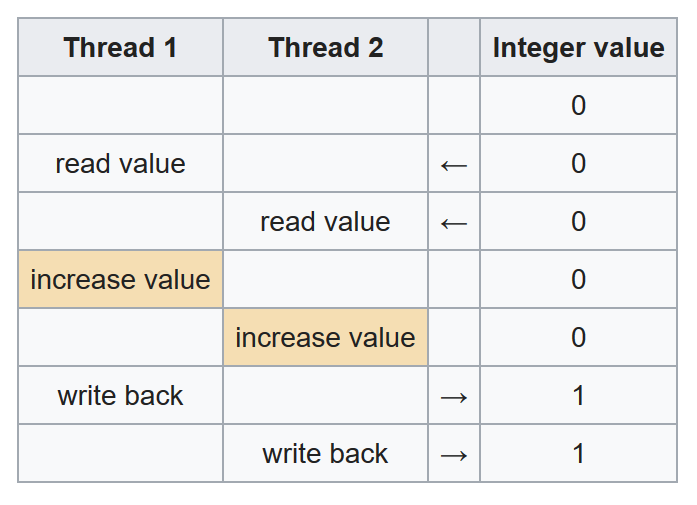 Thread 1 Thread 2 Integer value
0
read value ← 0
read value ← 0
increase value 0
increase value 0
write back → 1
write back → 1